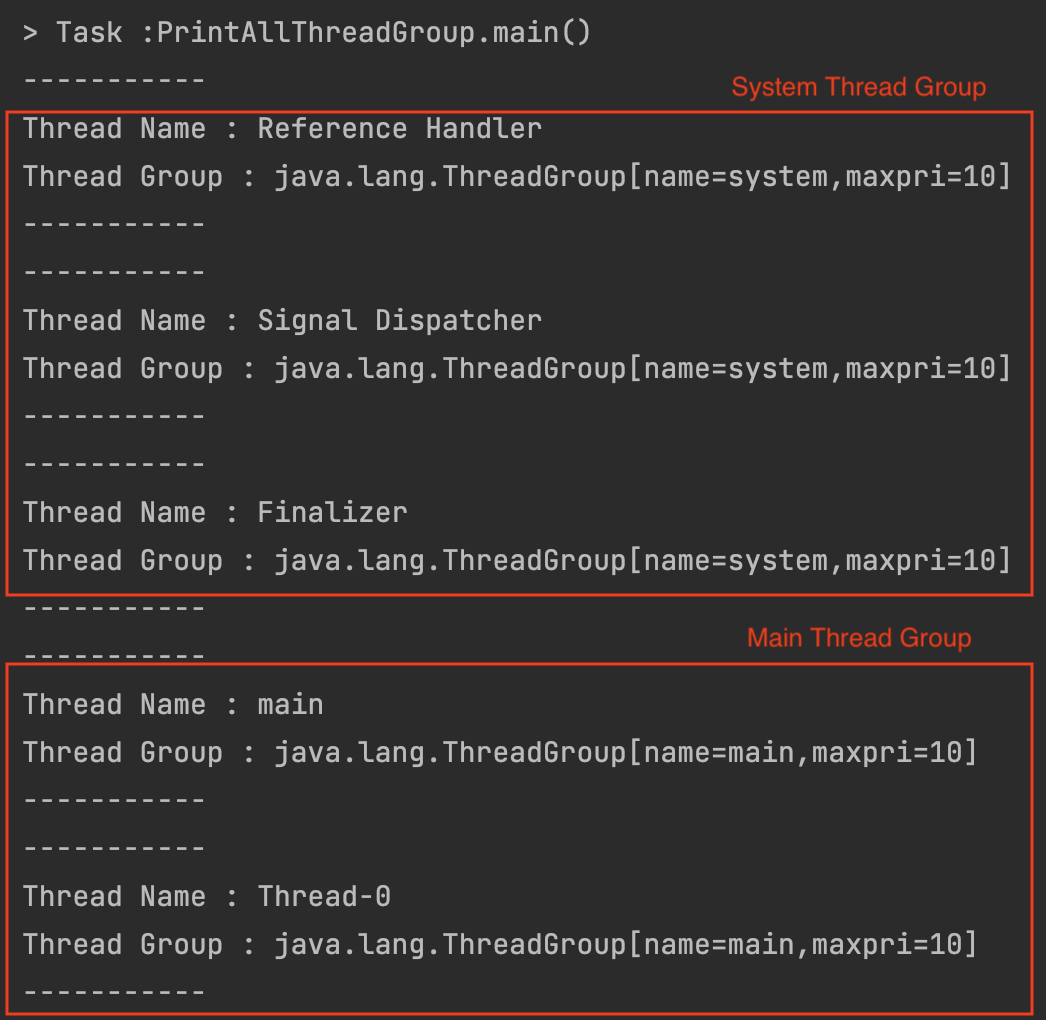 > Task :PrintAllThreadGroup.main()
-----------
System Thread Group
Thread Name : Reference Handler
Thread Group : java.lang.ThreadGroup[name=system,maxpri=10]
-----------
-----------
Thread Name : Signal Dispatcher
Thread Group : java.lang.ThreadGroup[name=system,maxpri=10]
-----------
-----------
Thread Name : Finalizer
Thread Group : java.lang.ThreadGroup[name=system,maxpri=10]
-----------
Main Thread Group
-----------
Thread Name : main
Thread Group : java.lang.ThreadGroup[name=main,maxpri=10]
-----------
-----------
Thread Name : Thread-0
Thread Group : java.lang.ThreadGroup[name=main,maxpri=10]
-----------